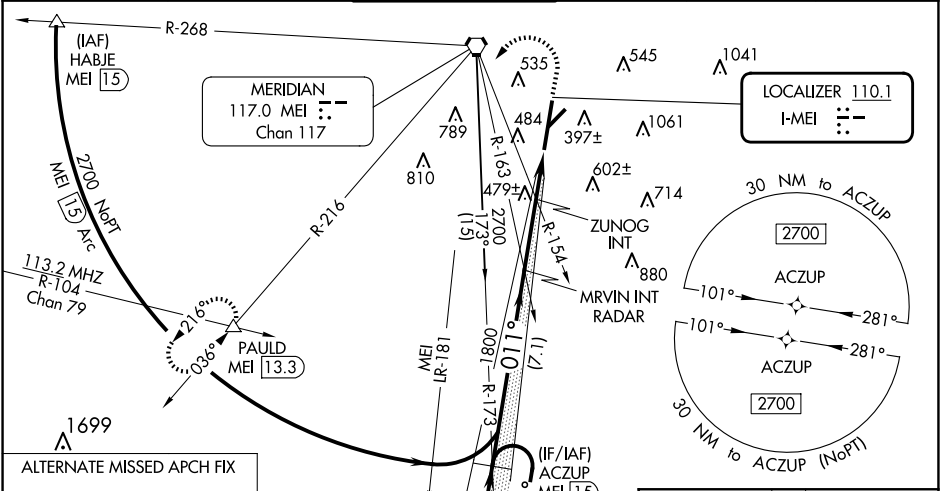 R-268
(IAF)
HABJE
MEI 15
MERIDIAN
117.0 MEI
Chan 117
535
545
1041
LOCALIZER 110.1
I-MEI
789
484
397±
1061
810
R-163
479±
602±
714
2700 NoPT
MEI 15 Arc
R-216
2700
173°
(15)
ZUNOG
INT
R-154
880
MRVIN INT
RADAR
30 NM to ACZUP
2700
ACZUP
101°
281°
101°
281°
ACZUP
2700
30 NM to ACZUP (NoPT)
113.2 MHZ
R-104
Chan 79
216°
036°
PAULD
MEI 13.3
MEI
LR-181
1800
R-173
011°
(7.1)
1699
ALTERNATE MISSED APCH FIX
(IF/IAF)
ACZUP
MEI 15